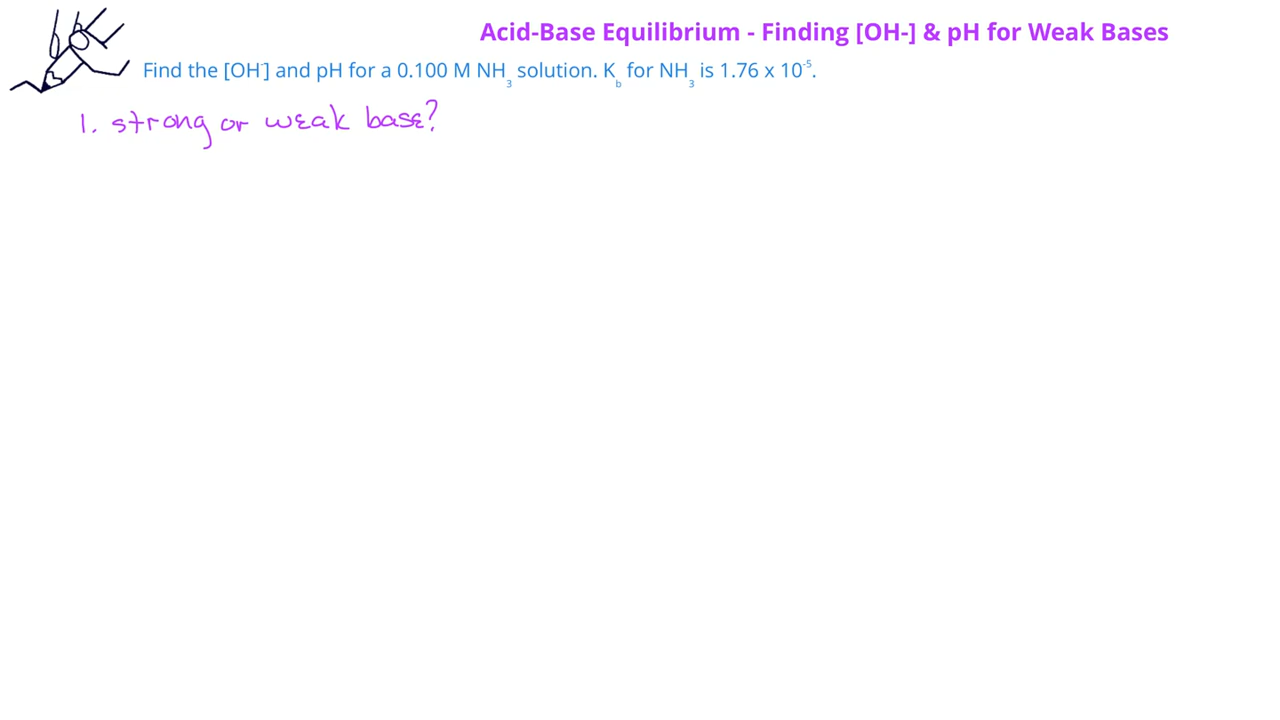 Acid-Base Equilibrium - Finding [OH-] & pH for Weak Bases
Find the [OH⁻] and pH for a 0.100 M NH₃ solution. K_b for NH₃ is 1.76 x 10⁻⁵.
1. strong or weak base?